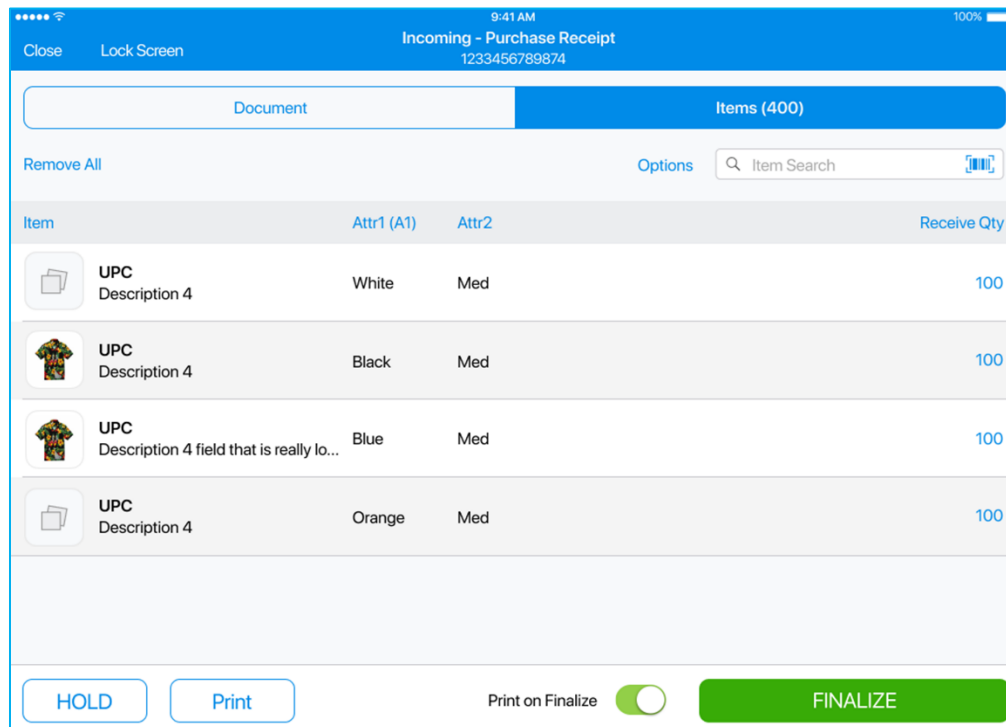 9:41 AM
100%
Close
Lock Screen
Incoming - Purchase Receipt
1233456789874
Document
Items (400)
Remove All
Options
Item Search
Item
Attr1 (A1)
Attr2
Receive Qty
UPC
Description 4
White
Med
100
UPC
Description 4
Black
Med
100
UPC
Description 4 field that is really lo...
Blue
Med
100
UPC
Description 4
Orange
Med
100
HOLD
Print
Print on Finalize
FINALIZE